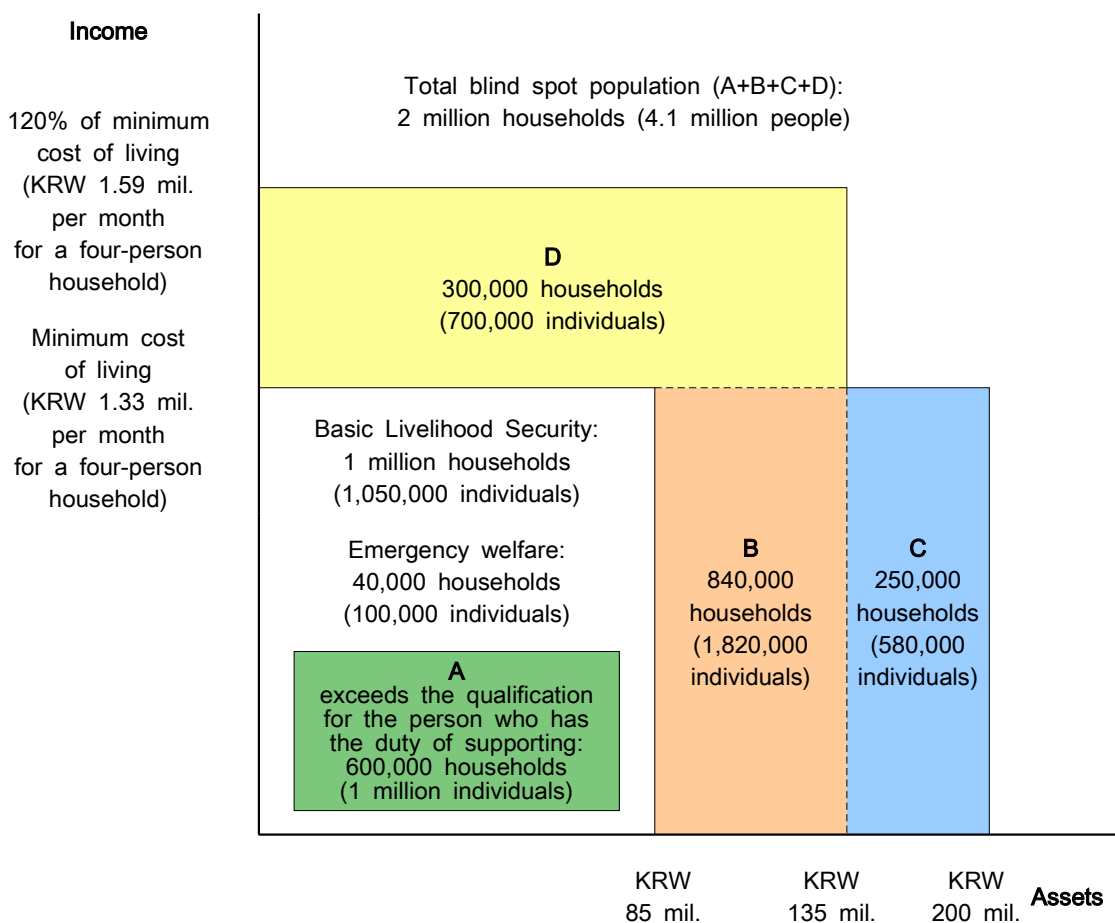 Income
120% of minimum
cost of living
(KRW 1.59 mil.
per month
for a four-person
household)
Minimum cost
of living
(KRW 1.33 mil.
per month
for a four-person
household)
Total blind spot population (A+B+C+D):
2 million households (4.1 million people)
D
300,000 households
(700,000 individuals)
Basic Livelihood Security:
1 million households
(1,050,000 individuals)
Emergency welfare:
40,000 households
(100,000 individuals)
A
exceeds the qualification
for the person who has
the duty of supporting:
600,000 households
(1 million individuals)
B
840,000
households
(1,820,000
individuals)
C
250,000
households
(580,000
individuals)
KRW
85 mil.
KRW
135 mil.
KRW
200 mil.
Assets